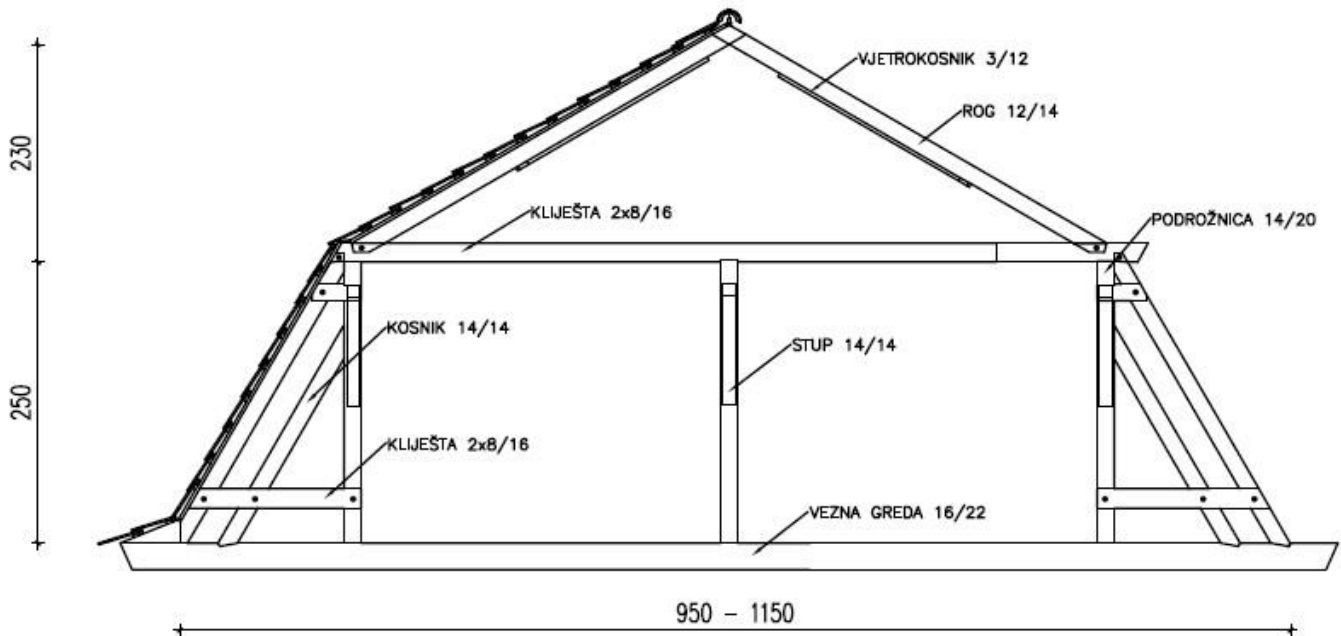 VJETROKOSNIK 3/12
ROG 12/14
230
KLIJEŠTA 2x8/16
PODROŽNICA 14/20
KOSNIK 14/14
STUP 14/14
250
KLIJEŠTA 2x8/16
VEZNA GREDA 16/22
950 - 1150